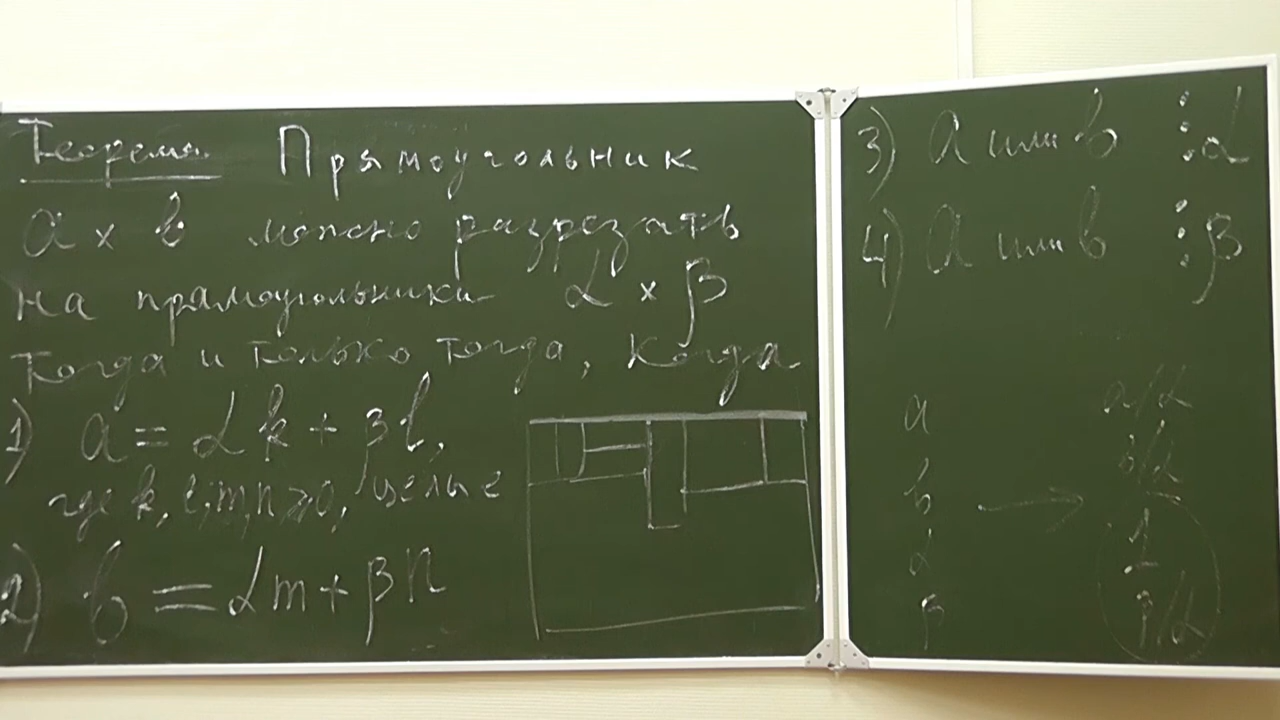 Теорема Прямоугольник
a × b можно разрезать
на прямоугольники α × β
тогда и только тогда, когда
1) a = αk + βl,
где k, l, m, n ⩾ 0, целые
2) b = αm + βn
3) a или b ⋮ α
4) a или b ⋮ β
a a/α
b b/α
→
α 1
β β/α